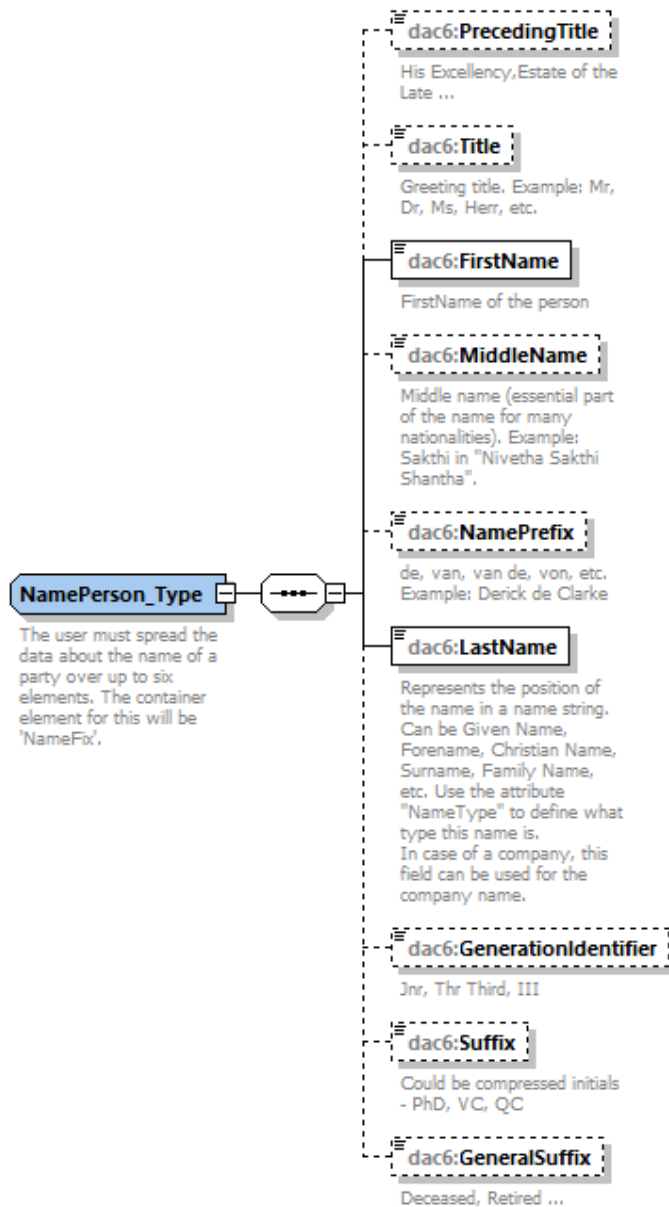 dac6:PrecedingTitle
His Excellency,Estate of the
Late ...
dac6:Title
Greeting title. Example: Mr,
Dr, Ms, Herr, etc.
dac6:FirstName
FirstName of the person
dac6:MiddleName
Middle name (essential part
of the name for many
nationalities). Example:
Sakthi in "Nivetha Sakthi
Shantha".
dac6:NamePrefix
de, van, van de, von, etc.
Example: Derick de Clarke
NamePerson_Type
The user must spread the
data about the name of a
party over up to six
elements. The container
element for this will be
'NameFix'.
dac6:LastName
Represents the position of
the name in a name string.
Can be Given Name,
Forename, Christian Name,
Surname, Family Name,
etc. Use the attribute
"NameType" to define what
type this name is.
In case of a company, this
field can be used for the
company name.
dac6:GenerationIdentifier
Jnr, Thr Third, III
dac6:Suffix
Could be compressed initials
- PhD, VC, QC
dac6:GeneralSuffix
Deceased, Retired ...